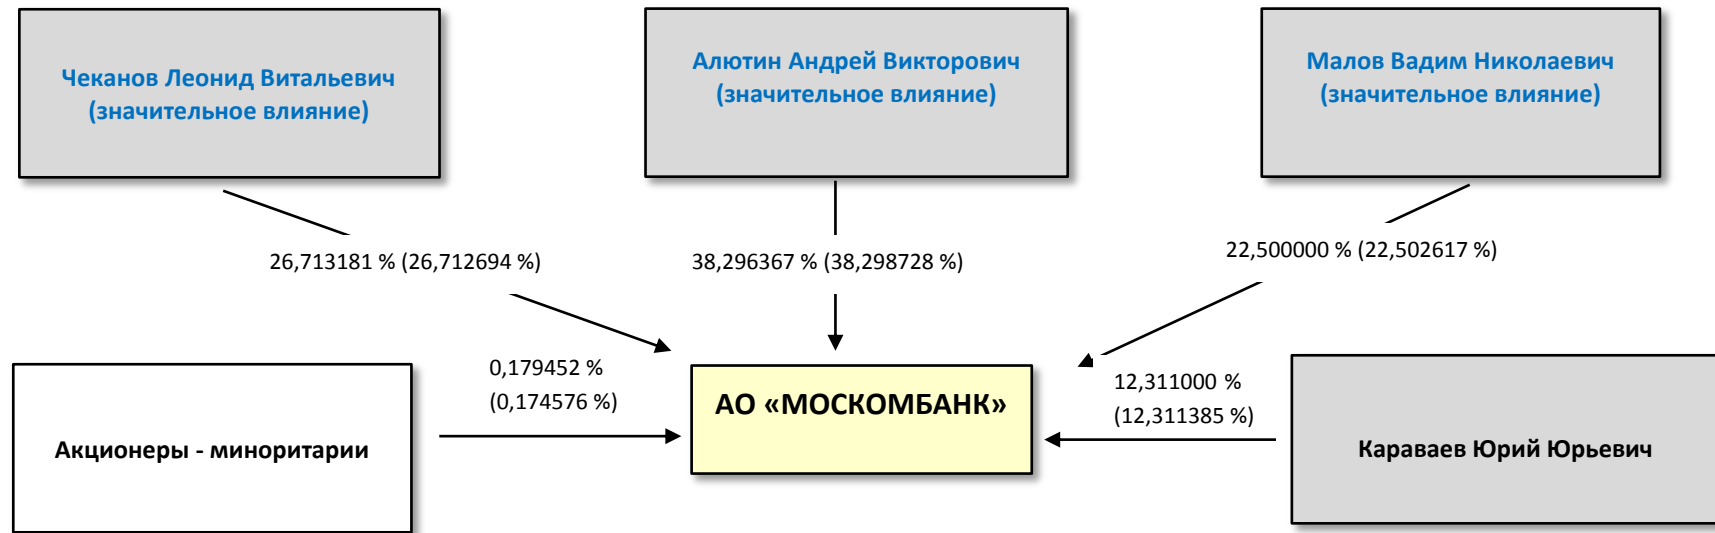 Чеканов Леонид Витальевич
(значительное влияние)
Алютин Андрей Викторович
(значительное влияние)
Малов Вадим Николаевич
(значительное влияние)
26,713181 % (26,712694 %)
38,296367 % (38,298728 %)
22,500000 % (22,502617 %)
0,179452 %
(0,174576 %)
12,311000 %
(12,311385 %)
Акционеры - миноритарии
АО «МОСКОМБАНК»
Караваев Юрий Юрьевич